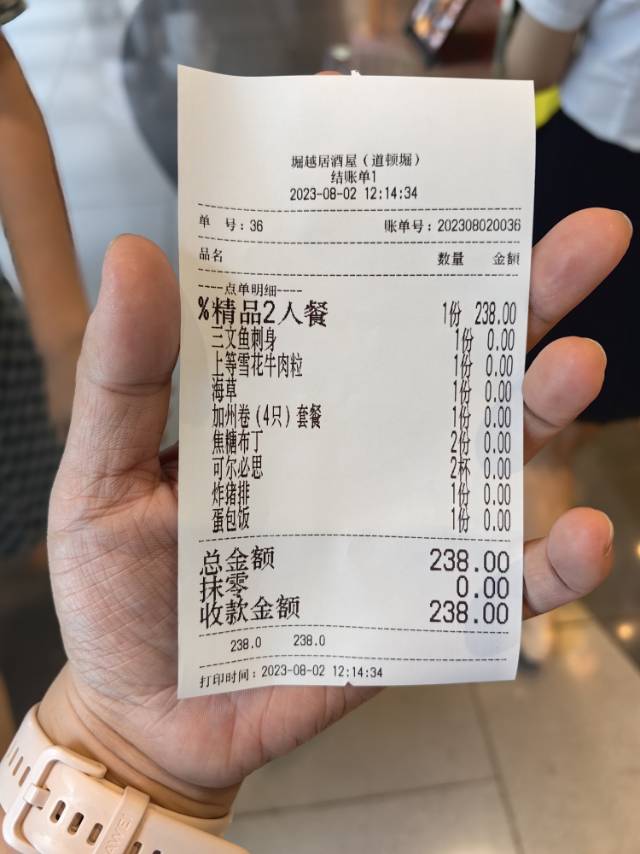 堀越居酒屋(道顿堀)
结账单1
2023-08-02 12:14:34
单 号:36 账单号:202308020036
品名 数量 金额
----点单明细----
%精品2人餐 1份 238.00
三文鱼刺身 1份 0.00
上等雪花牛肉粒 1份 0.00
海草 1份 0.00
加州卷(4只)套餐 1份 0.00
焦糖布丁 2份 0.00
可尔必思 2杯 0.00
炸猪排 1份 0.00
蛋包饭 1份 0.00
总金额 238.00
抹零 0.00
收款金额 238.00
238.0 238.0
打印时间:2023-08-02 12:14:34